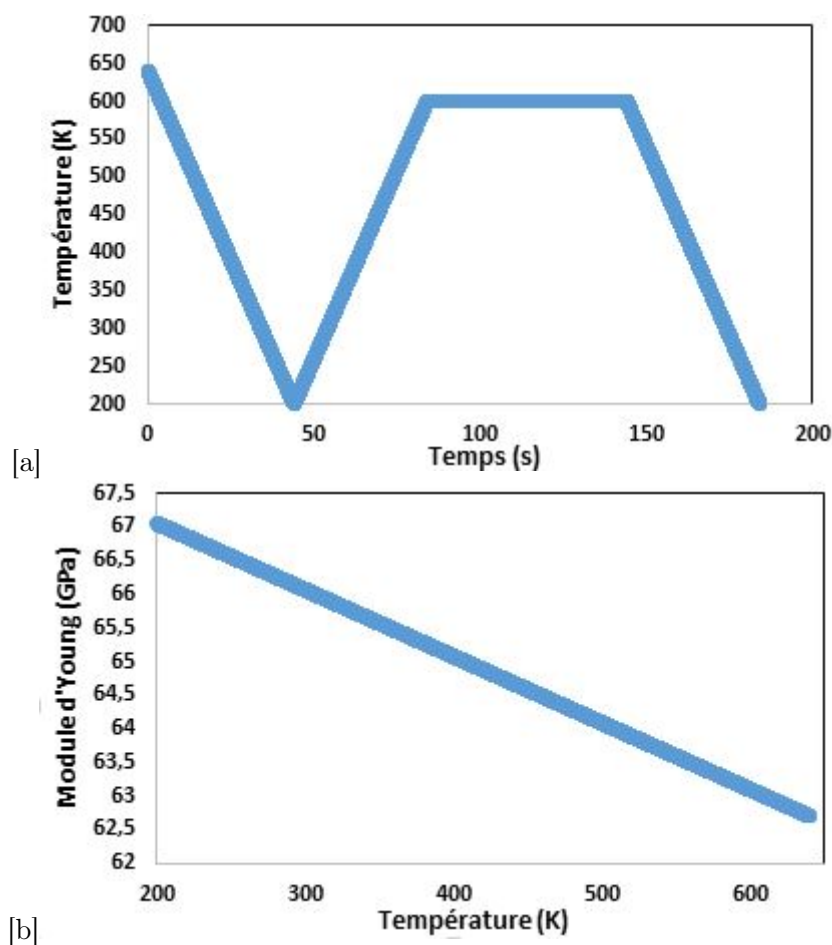 700
650
600
550
500
450
400
350
300
250
200
Température (K)
0 50 100 150 200
Temps (s)
[a]
67,5
67
66,5
66
65,5
65
64,5
64
63,5
63
62,5
62
Module d'Young (GPa)
200 300 400 500 600
Température (K)
[b]